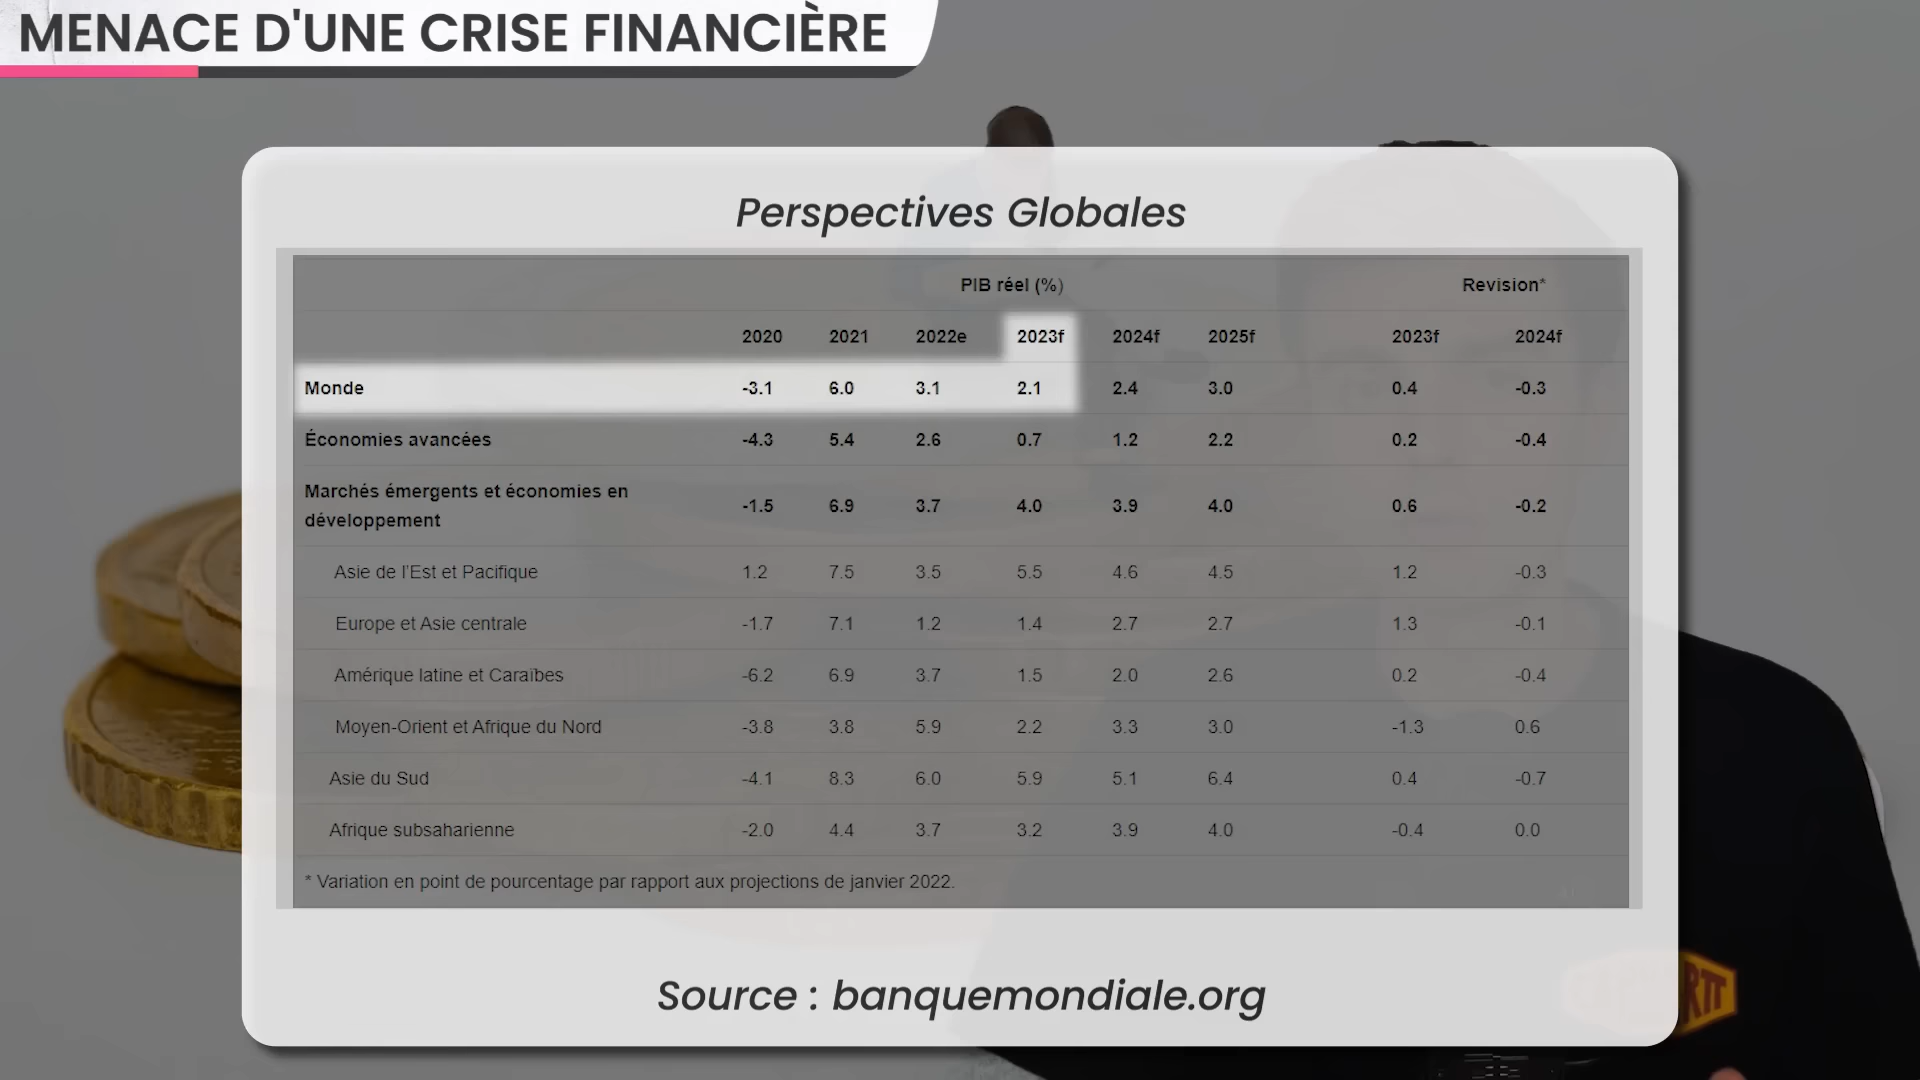 MENACE D'UNE CRISE FINANCIÈRE
Perspectives Globales
PIB réel (%) Revision*
2020 2021 2022e 2023f 2024f 2025f 2023f 2024f
Monde -3.1 6.0 3.1 2.1 2.4 3.0 0.4 -0.3
Économies avancées -4.3 5.4 2.6 0.7 1.2 2.2 0.2 -0.4
Marchés émergents et économies en
développement -1.5 6.9 3.7 4.0 3.9 4.0 0.6 -0.2
Asie de l'Est et Pacifique 1.2 7.5 3.5 5.5 4.6 4.5 1.2 -0.3
Europe et Asie centrale -1.7 7.1 1.2 1.4 2.7 2.7 1.3 -0.1
Amérique latine et Caraïbes -6.2 6.9 3.7 1.5 2.0 2.6 0.2 -0.4
Moyen-Orient et Afrique du Nord -3.8 3.8 5.9 2.2 3.3 3.0 -1.3 0.6
Asie du Sud -4.1 8.3 6.0 5.9 5.1 6.4 0.4 -0.7
Afrique subsaharienne -2.0 4.4 3.7 3.2 3.9 4.0 -0.4 0.0
* Variation en point de pourcentage par rapport aux projections de janvier 2022.
Source : banquemondiale.org